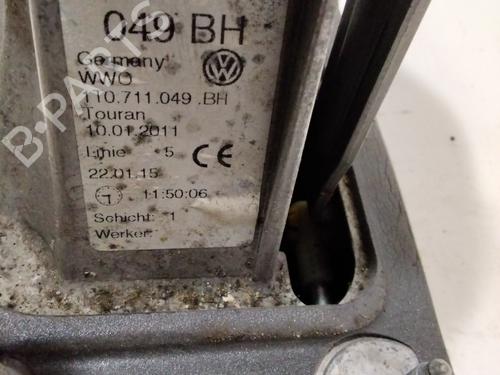 049 BH
Germany
WWO
1T0.711.049 .BH
Touran
10.01.2011
Linie 5
CE
22.01.15
11:50:06
Schicht: 1
Werker:
B-PARTS